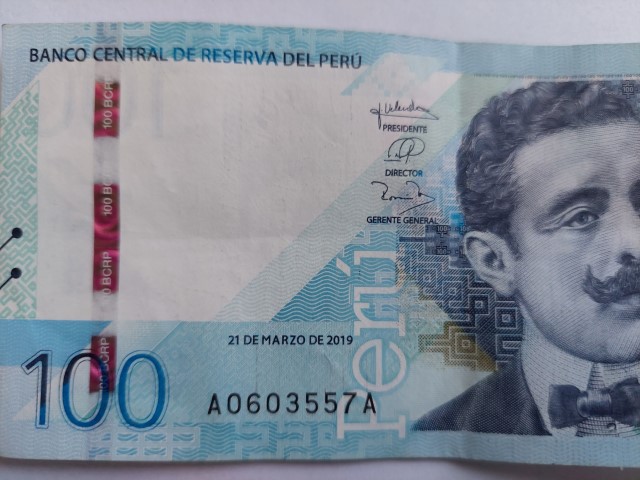 BANCO CENTRAL DE RESERVA DEL PERÚ
100 BCRP 100 BCRP 100 BCRP 100 BCRP
100
PRESIDENTE
DIRECTOR
GERENTE GENERAL
21 DE MARZO DE 2019
A0603557A
Perú